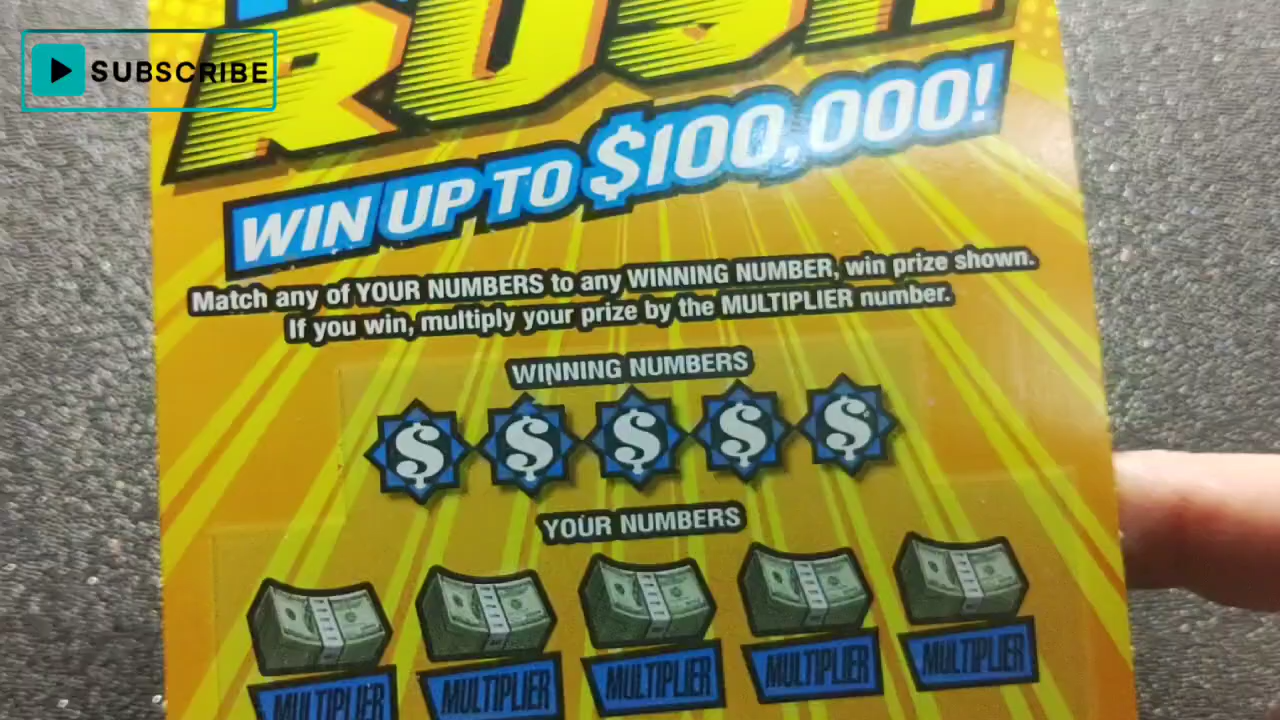 RUSH
SUBSCRIBE
WIN UP TO $100,000!
Match any of YOUR NUMBERS to any WINNING NUMBER, win prize shown.
If you win, multiply your prize by the MULTIPLIER number.
WINNING NUMBERS
$ $ $ $ $
YOUR NUMBERS
MULTIPLIER MULTIPLIER MULTIPLIER MULTIPLIER MULTIPLIER